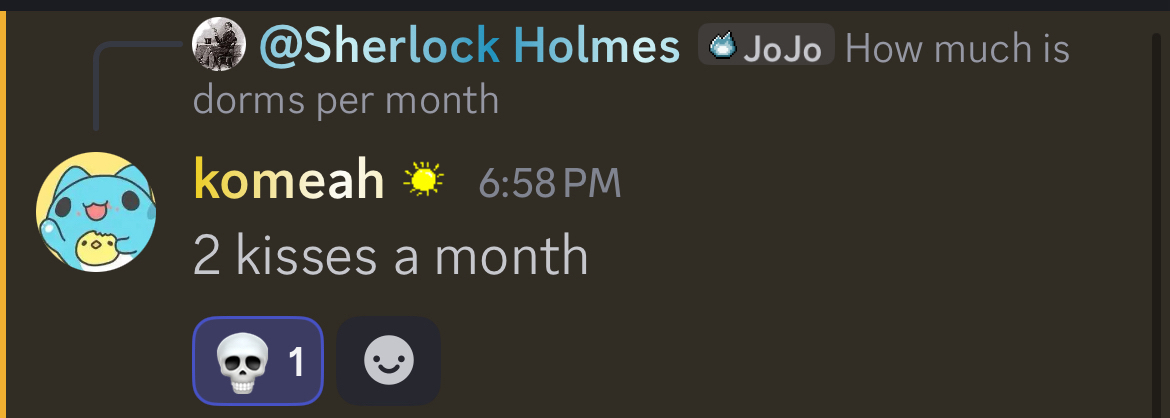 @Sherlock Holmes JoJo How much is
dorms per month
komeah 6:58 PM
2 kisses a month
1